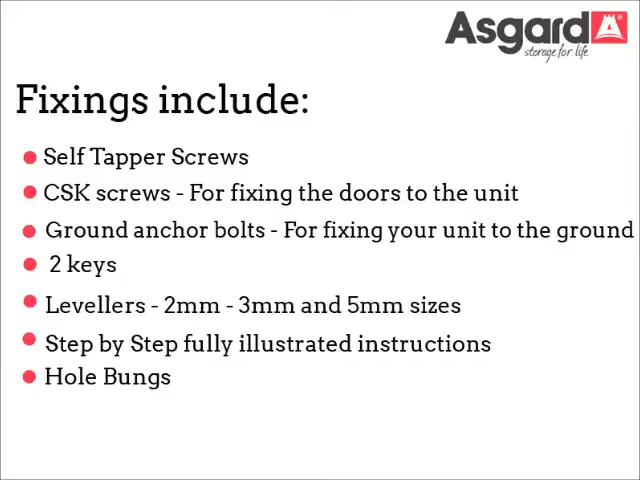 Asgard
storage for life
Fixings include:
Self Tapper Screws
CSK screws - For fixing the doors to the unit
Ground anchor bolts - For fixing your unit to the ground
2 keys
Levellers - 2mm - 3mm and 5mm sizes
Step by Step fully illustrated instructions
Hole Bungs